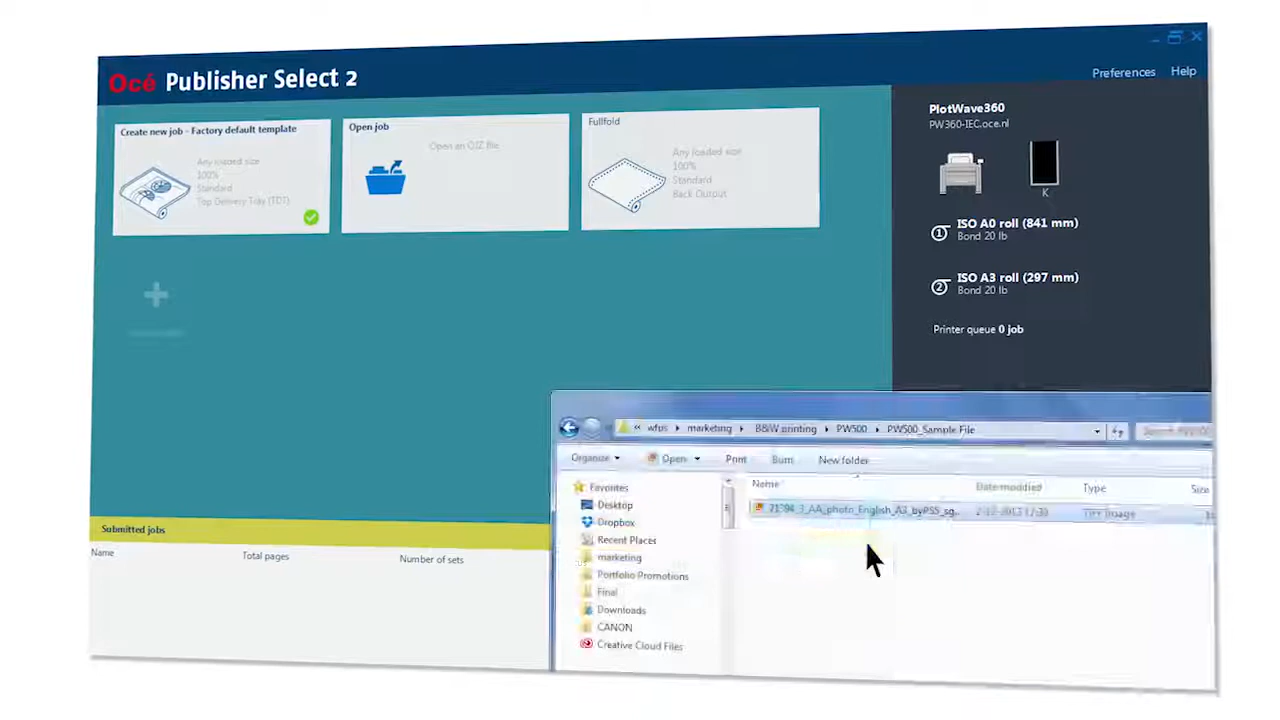 Océ Publisher Select 2
Preferences Help
Create new job - Factory default template
Any loaded size
100%
Standard
Top Delivery Tray (TDT)
Open job
Open an OJZ file
Fullfold
Any loaded size
100%
Standard
Back Output
PlotWave360
PW360-IEC.oce.nl
K
1 ISO A0 roll (841 mm)
Bond 20 lb
2 ISO A3 roll (297 mm)
Bond 20 lb
Printer queue 0 job
Submitted jobs
Name Total pages Number of sets
« wfps marketing B&W printing PW500 PW500_Sample File
Organize Open Print Burn New folder
Name Date modified Type Size
TIFF Image
Favorites
Desktop
Dropbox
Recent Places
marketing
Portfolio Promotions
Final
Downloads
CANON
Creative Cloud Files